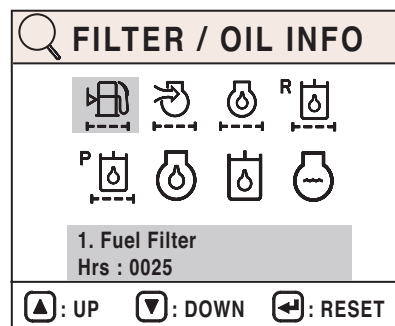 FILTER / OIL INFO
R
P
1. Fuel Filter
Hrs : 0025
: UP : DOWN : RESET